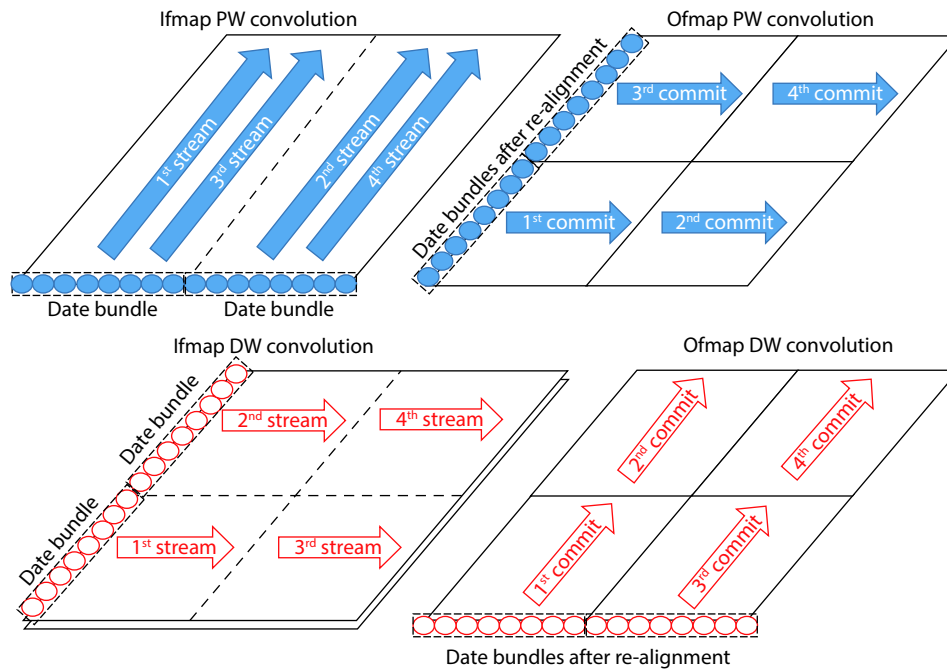 Ifmap PW convolution
1st stream
3rd stream
2nd stream
4th stream
Date bundle
Date bundle
Ofmap PW convolution
Date bundles after re-alignment
3rd commit
4th commit
1st commit
2nd commit
Ifmap DW convolution
Date bundle
Date bundle
2nd stream
4th stream
1st stream
3rd stream
Ofmap DW convolution
2nd commit
4th commit
1st commit
3rd commit
Date bundles after re-alignment